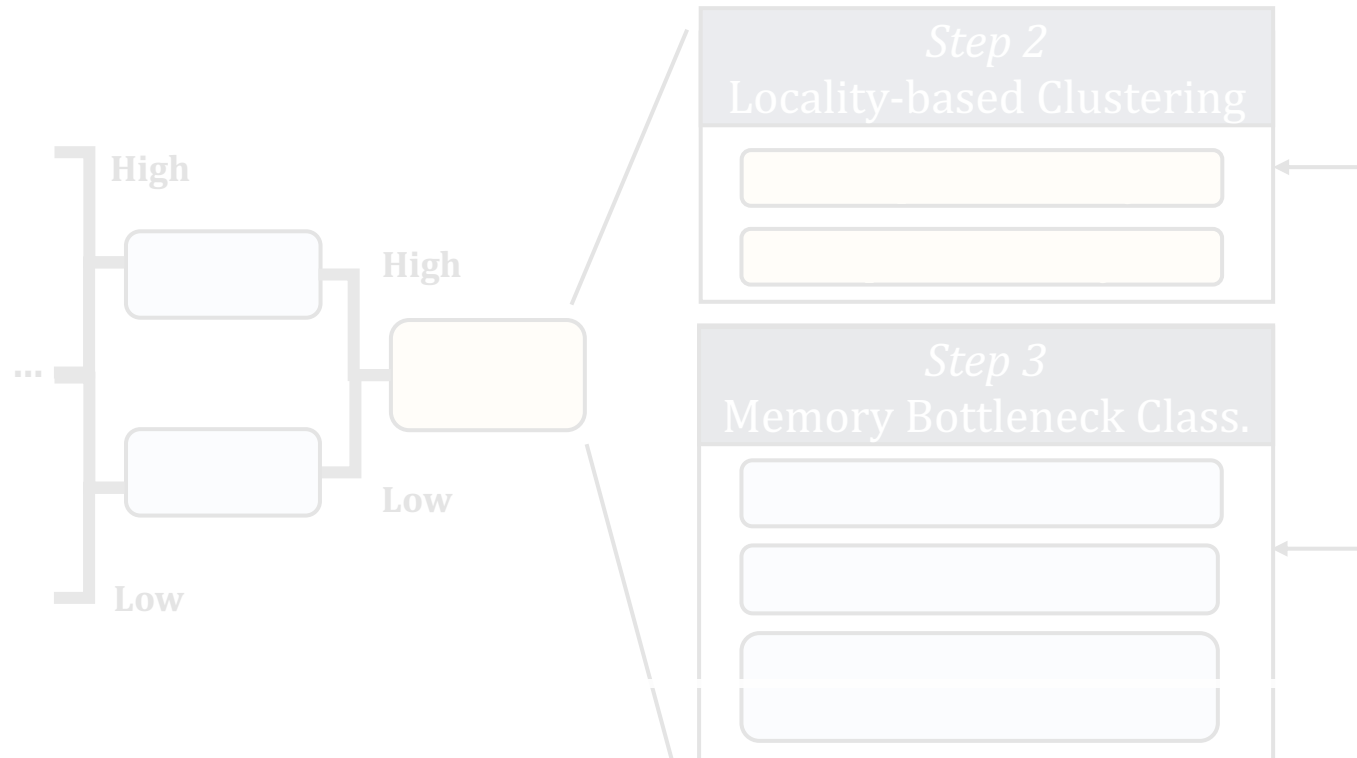 Step 2
Locality-based Clustering
High
High
...
Step 3
Memory Bottleneck Class.
Low
Low